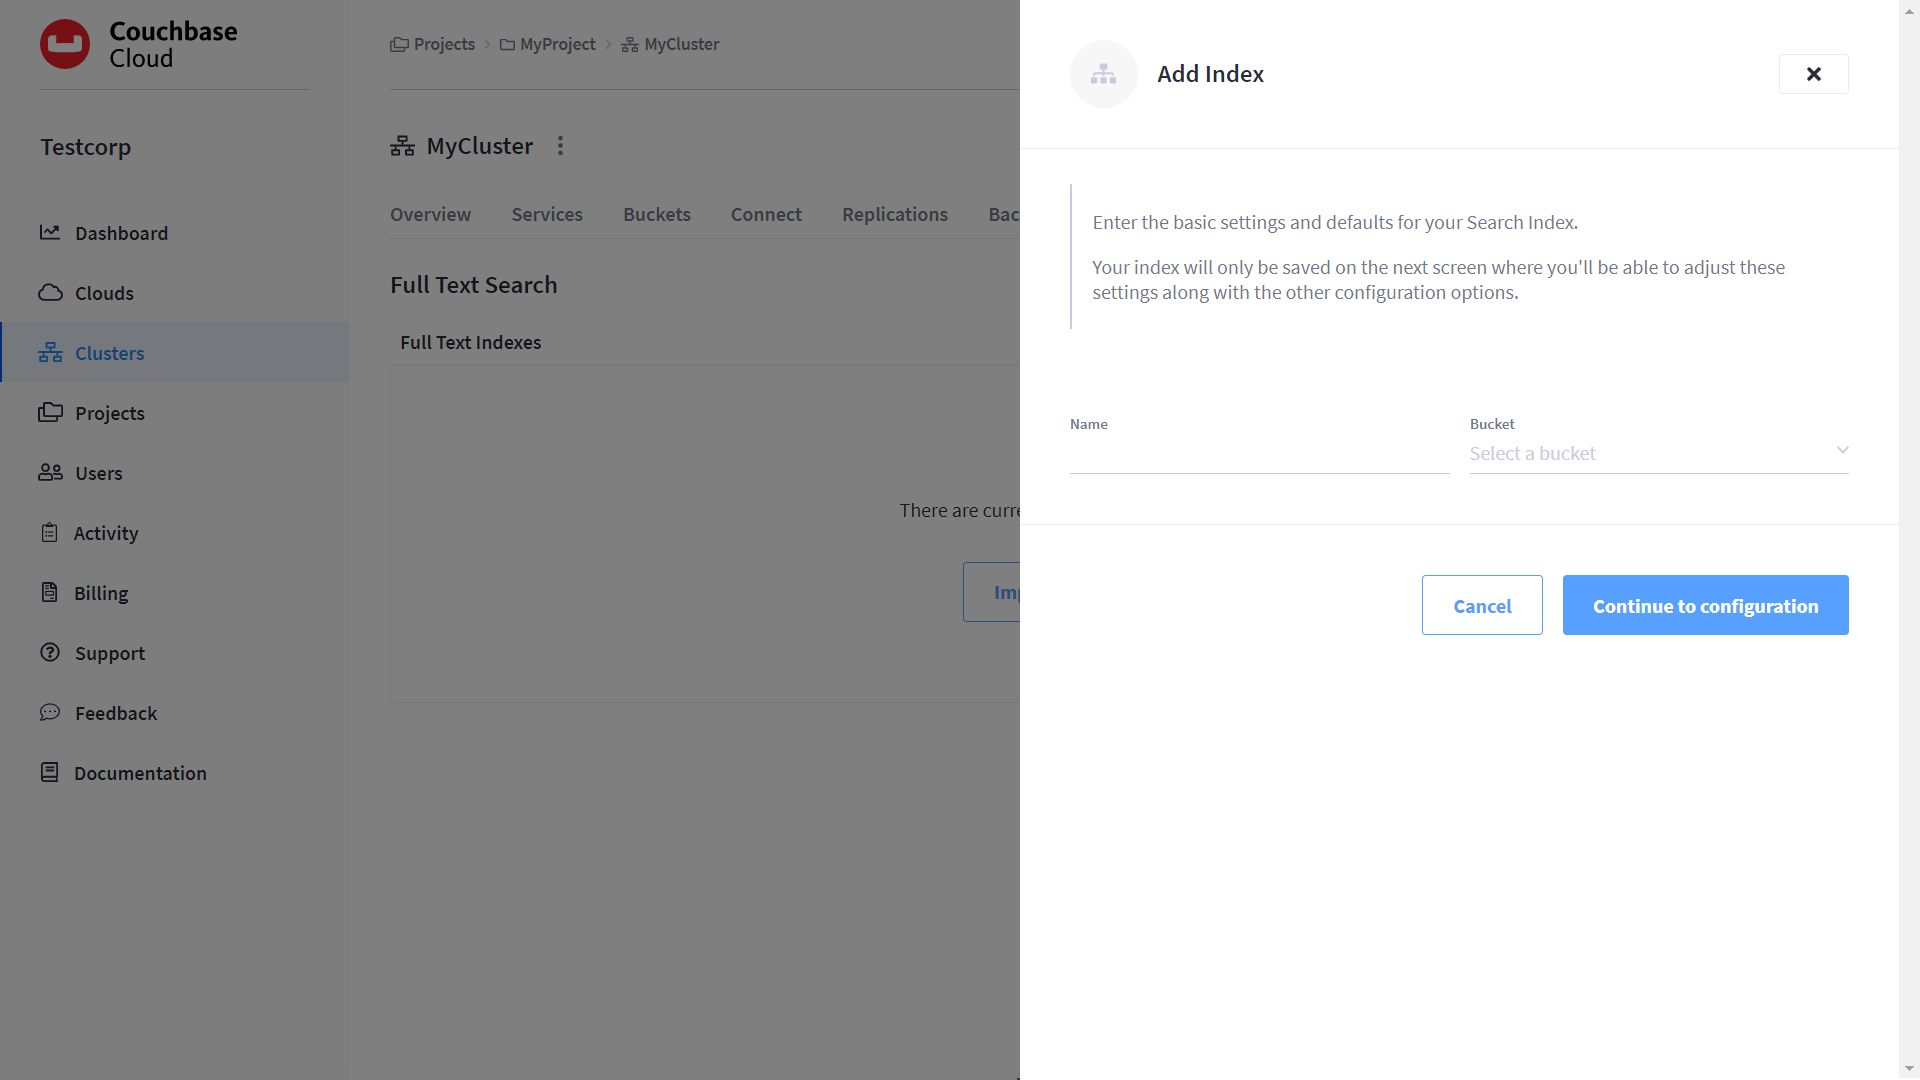 Couchbase
Cloud
Testcorp
Dashboard
Clouds
Clusters
Projects
Users
Activity
Billing
Support
Feedback
Documentation
Projects > MyProject > MyCluster
MyCluster
Overview Services Buckets Connect Replications Bac
Full Text Search
Full Text Indexes
There are curre
Imp
Add Index
Enter the basic settings and defaults for your Search Index.
Your index will only be saved on the next screen where you'll be able to adjust these
settings along with the other configuration options.
Name Bucket
Select a bucket
Cancel Continue to configuration